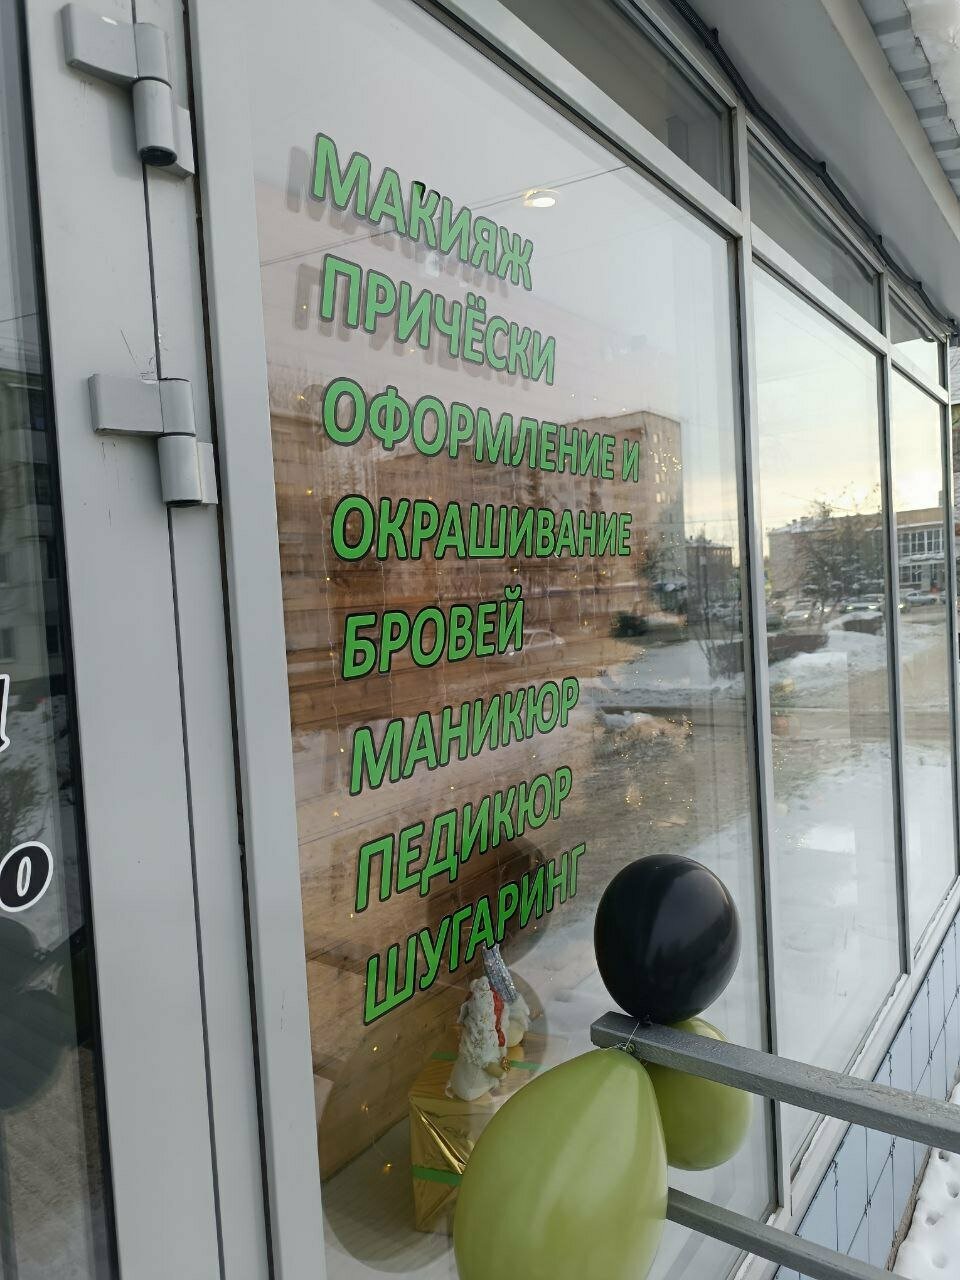 МАКИЯЖ
ПРИЧЁСКИ
ОФОРМЛЕНИЕ И
ОКРАШИВАНИЕ
БРОВЕЙ
МАНИКЮР
ПЕДИКЮР
ШУГАРИНГ